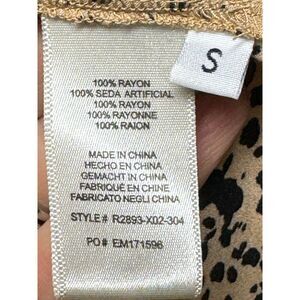 S
100% RAYON
100% SEDA ARTIFICIAL
100% RAYON
100% RAYONNE
100% RAION
MADE IN CHINA
HECHO EN CHINA
GEMACHT IN CHINA
FABRIQUÉ EN CHINE
FABRICATO NEGLI CHINA
STYLE # R2893-X02-304
PO# EM171596